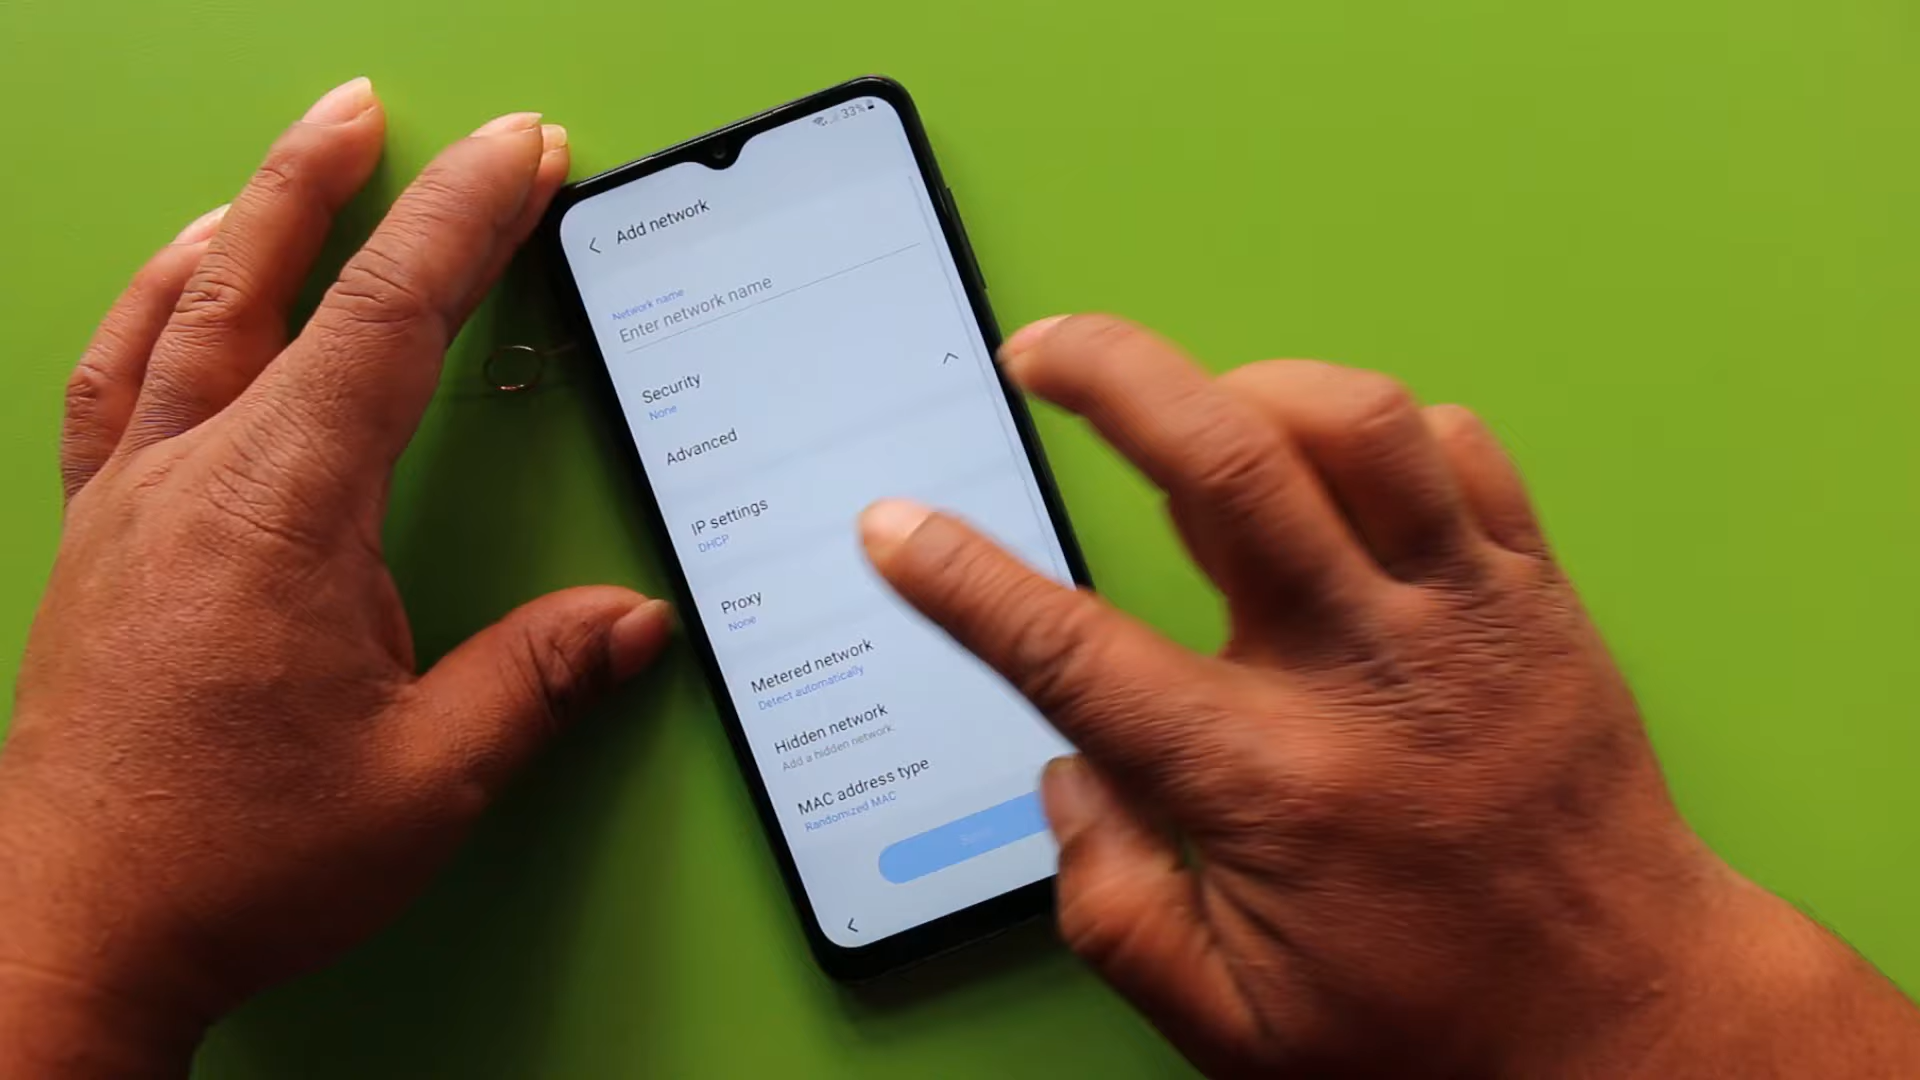 33%
Add network
Network name
Enter network name
Security
None
Advanced
IP settings
DHCP
Proxy
None
Metered network
Detect automatically
Hidden network
Add a hidden network.
MAC address type
Randomized MAC